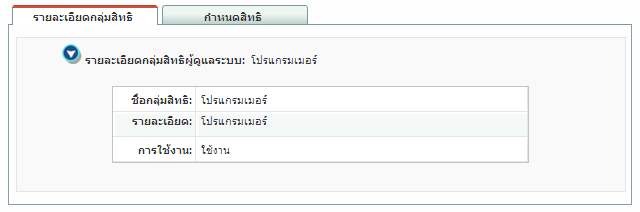 รายละเอียดกลุ่มสิทธิ กำหนดสิทธิ
รายละเอียดกลุ่มสิทธิผู้ดูแลระบบ: โปรแกรมเมอร์
ชื่อกลุ่มสิทธิ: โปรแกรมเมอร์
รายละเอียด: โปรแกรมเมอร์
การใช้งาน: ใช้งาน